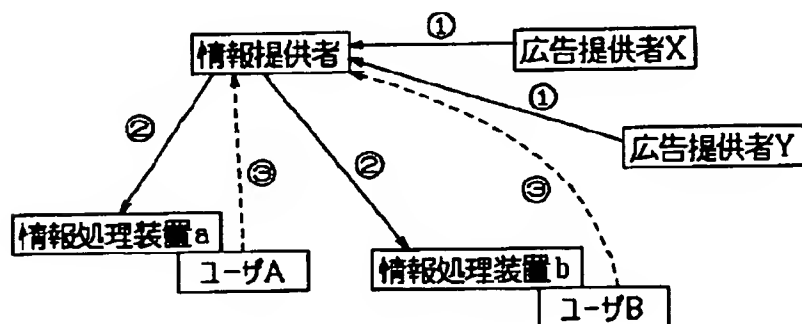 ①
情報提供者
広告提供者X
①
②
広告提供者Y
③
②
③
情報処理装置a
ユーザA
情報処理装置b
ユーザB